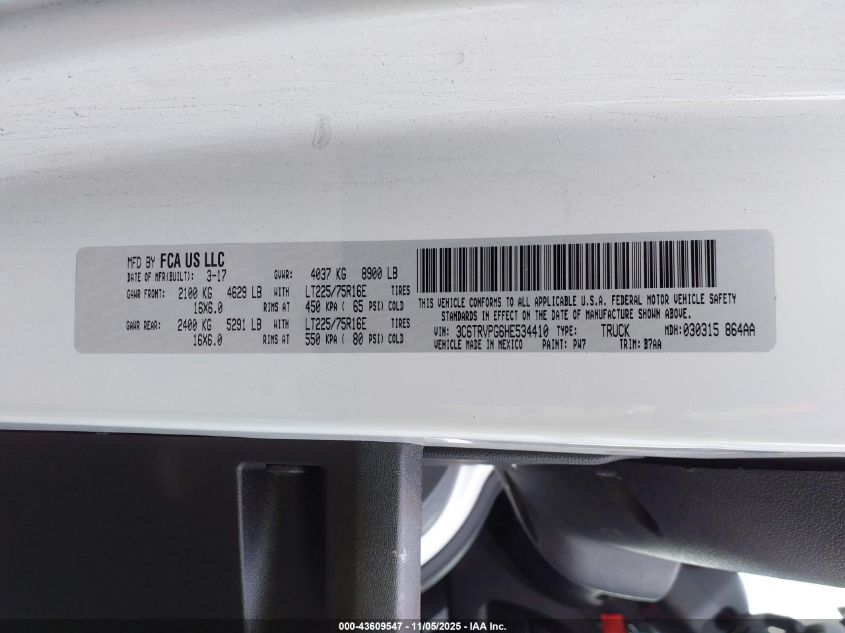 MFD BY FCA US LLC
DATE OF MFR(BUILT): 3-17 GVWR: 4037 KG 8900 LB
GAWR FRONT: 2100 KG 4629 LB WITH LT225/75R16E TIRES
16X6.0 RIMS AT 450 KPA ( 65 PSI) COLD
GAWR REAR: 2400 KG 5291 LB WITH LT225/75R16E TIRES
16X6.0 RIMS AT 550 KPA ( 80 PSI) COLD
THIS VEHICLE CONFORMS TO ALL APPLICABLE U.S.A. FEDERAL MOTOR VEHICLE SAFETY
STANDARDS IN EFFECT ON THE DATE OF MANUFACTURE SHOWN ABOVE.
VIN: 3C6TRVPG6HE534410 TYPE: TRUCK MDH:030315 864AA
VEHICLE MADE IN MEXICO PAINT: PW7 TRIM: B7AA
000-43609547 - 11/05/2025 - IAA Inc.